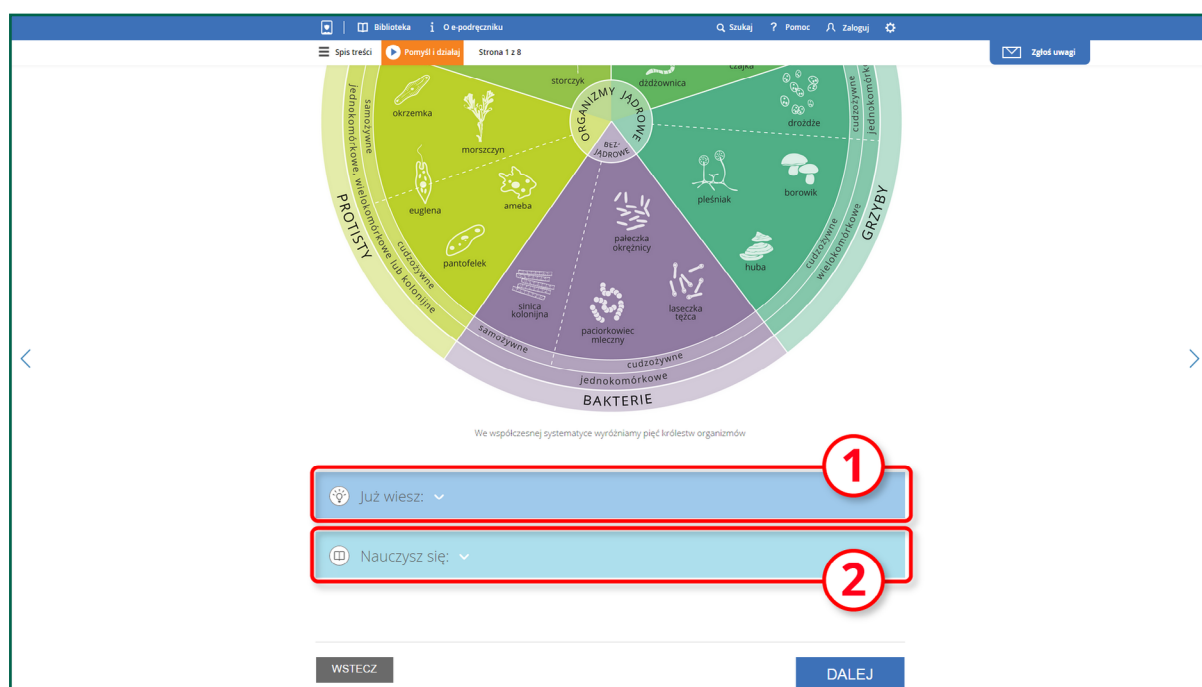 Biblioteka
i O e-podręczniku
Szukaj
? Pomoc
Zaloguj
Spis treści
Pomyśl i działaj
Strona 1 z 8
Zgłoś uwagi
storczyk
dżdżownica
czajka
ORGANIZMY JĄDROWE
BEZ-
JĄDROWE
okrzemka
morszczyn
euglena
ameba
pantofelek
samożywne
cudzożywne
jednokomórkowe, wielokomórkowe lub kolonijne
PROTISTY
drożdże
pleśniak
borowik
huba
cudzożywne
jednokomórkowe
cudzożywne
wielokomórkowe
GRZYBY
pałeczka
okrężnicy
sinica
kolonijna
paciorkowiec
mleczny
laseczka
tężca
samożywne
cudzożywne
jednokomórkowe
BAKTERIE
We współczesnej systematyce wyróżniamy pięć królestw organizmów
1
Już wiesz:
Nauczysz się:
2
WSTECZ
DALEJ